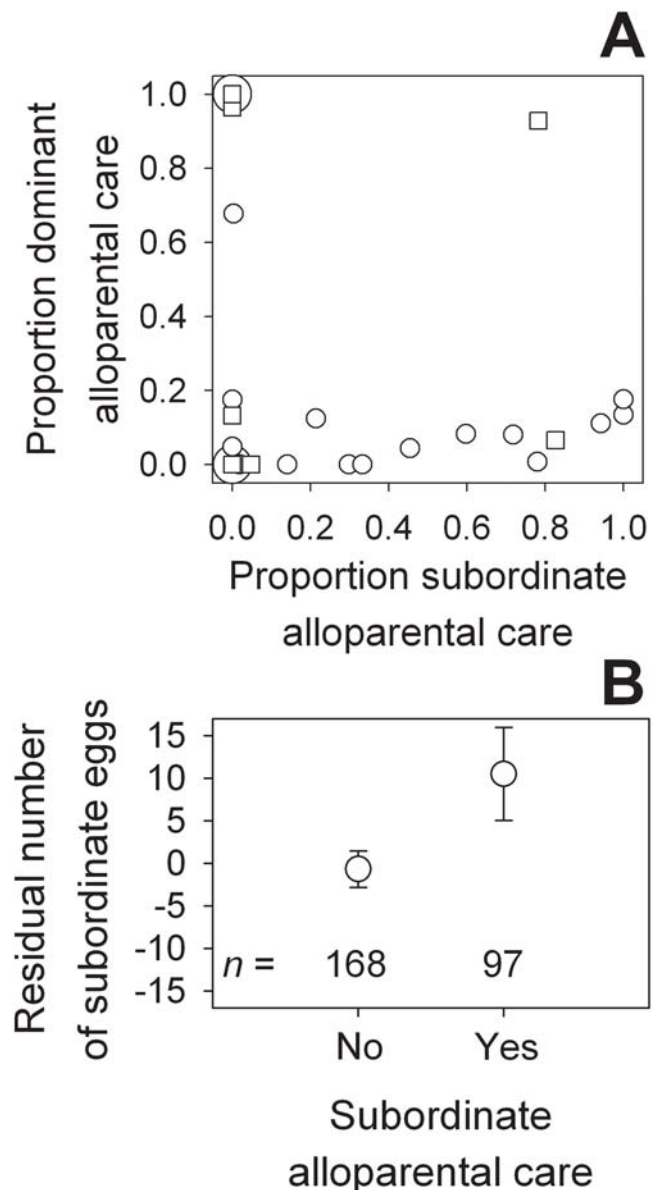 A
Proportion dominant
alloparental care
1.0
0.8
0.6
0.4
0.2
0.0
0.0 0.2 0.4 0.6 0.8 1.0
Proportion subordinate
alloparental care
B
Residual number
of subordinate eggs
15
10
5
0
-5
-10
-15
n = 168 97
No Yes
Subordinate
alloparental care